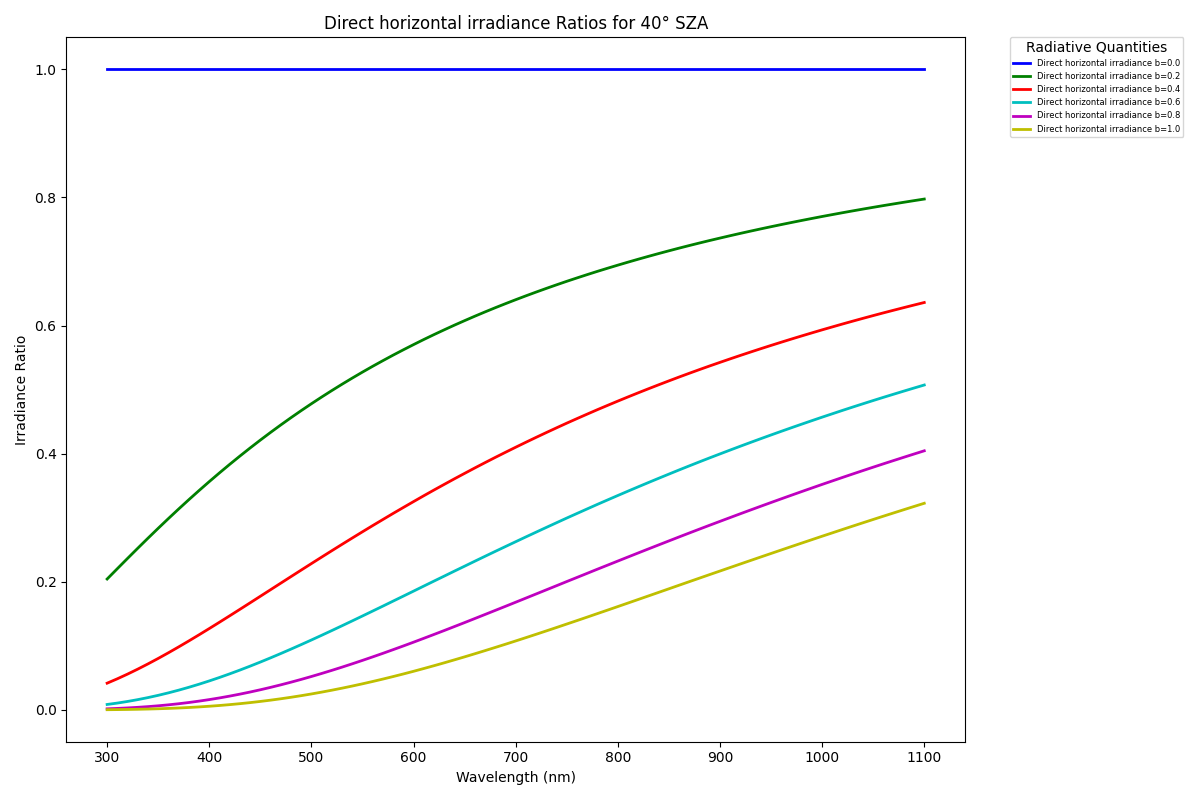 Direct horizontal irradiance Ratios for 40° SZA
Radiative Quantities
Direct horizontal irradiance b=0.0
Direct horizontal irradiance b=0.2
Direct horizontal irradiance b=0.4
Direct horizontal irradiance b=0.6
Direct horizontal irradiance b=0.8
Direct horizontal irradiance b=1.0
Irradiance Ratio
1.0
0.8
0.6
0.4
0.2
0.0
300 400 500 600 700 800 900 1000 1100
Wavelength (nm)